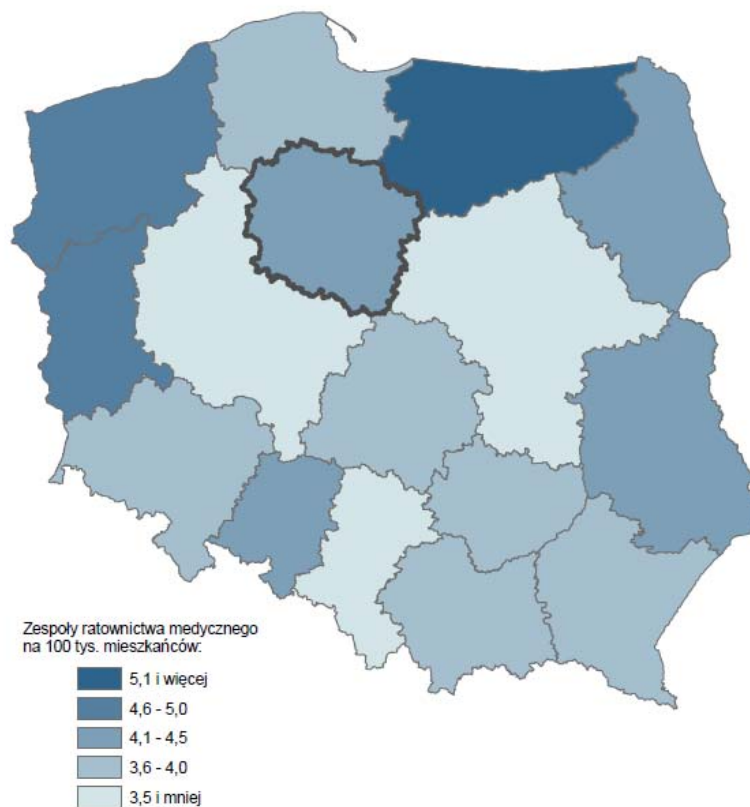 Zespoły ratownictwa medycznego
na 100 tys. mieszkańców:
5,1 i więcej
4,6 - 5,0
4,1 - 4,5
3,6 - 4,0
3,5 i mniej